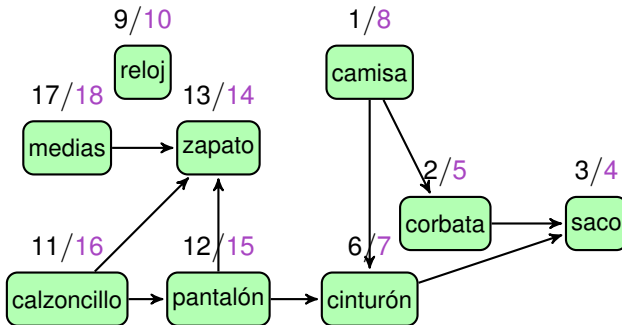 9/10
reloj
1/8
camisa
17/18
medias
13/14
zapato
2/5
corbata
3/4
saco
11/16
calzoncillo
12/15
pantalón
6/7
cinturón